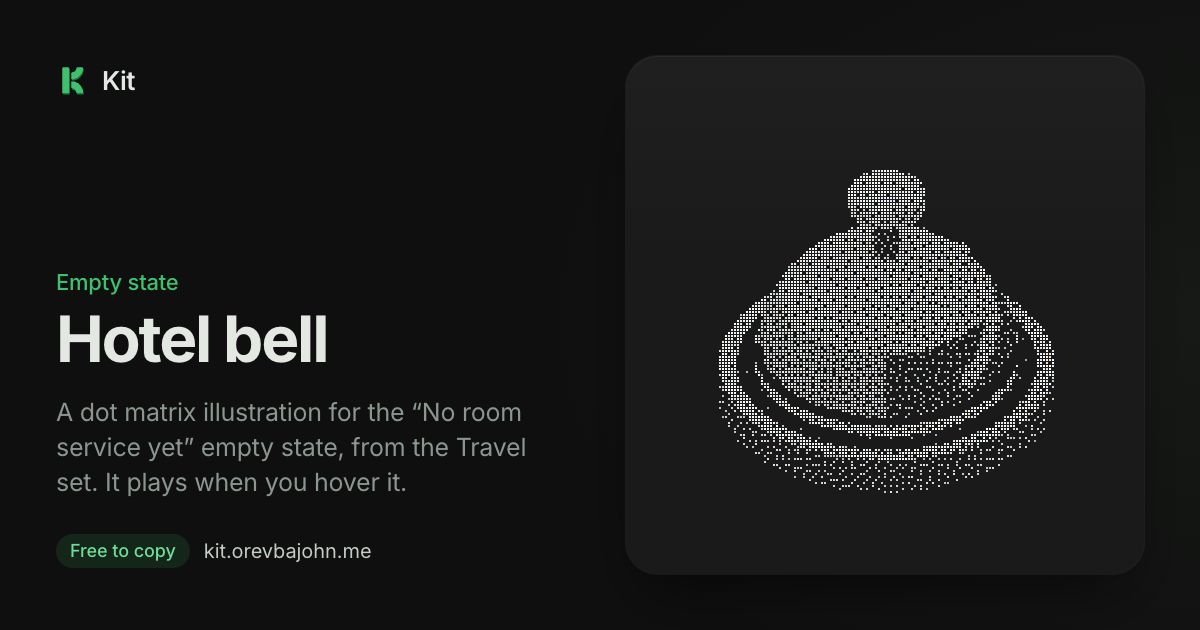 Kit
Empty state
Hotel bell
A dot matrix illustration for the “No room
service yet” empty state, from the Travel
set. It plays when you hover it.
Free to copy
kit.orevbajohn.me